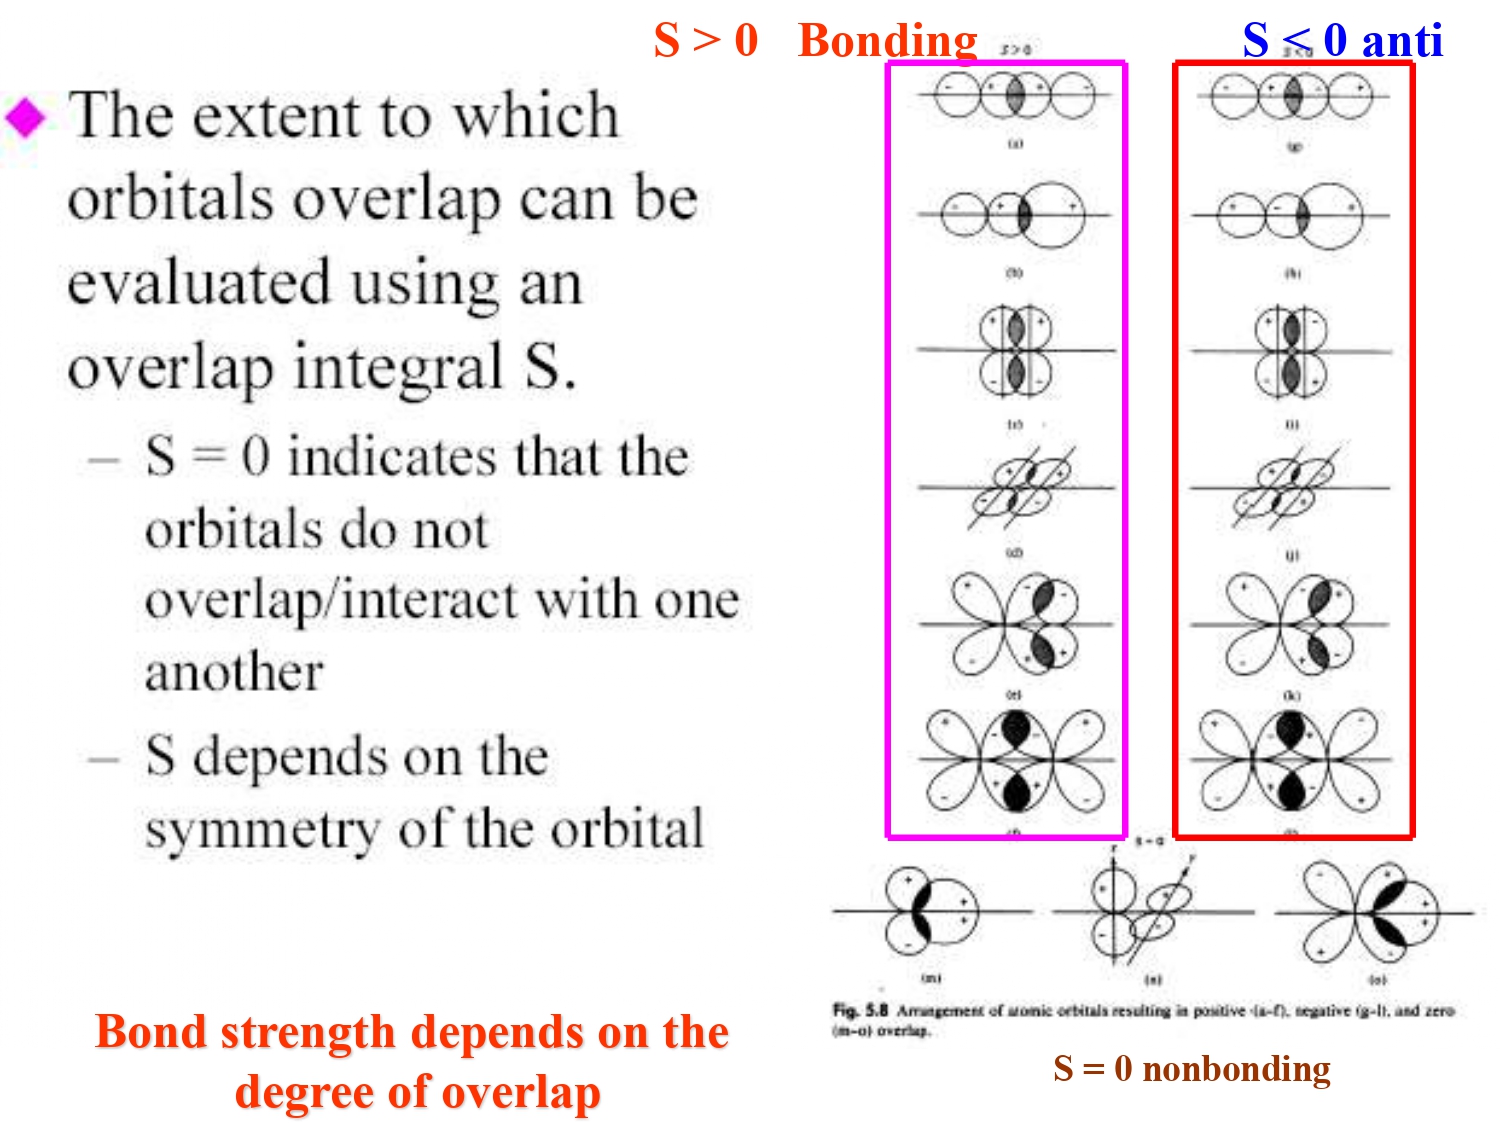 S > 0 Bonding
S < 0 anti
The extent to which
orbitals overlap can be
evaluated using an
overlap integral S.
– S = 0 indicates that the
orbitals do not
overlap/interact with one
another
– S depends on the
symmetry of the orbital
Bond strength depends on the
degree of overlap
S > 0
S < 0
(a)
(g)
(b)
(h)
(c)
(i)
(d)
(j)
(e)
(k)
S = 0
(m)
(n)
(o)
Fig. 5.8 Arrangement of atomic orbitals resulting in positive (a–f), negative (g–l), and zero
(m–o) overlap.
S = 0 nonbonding